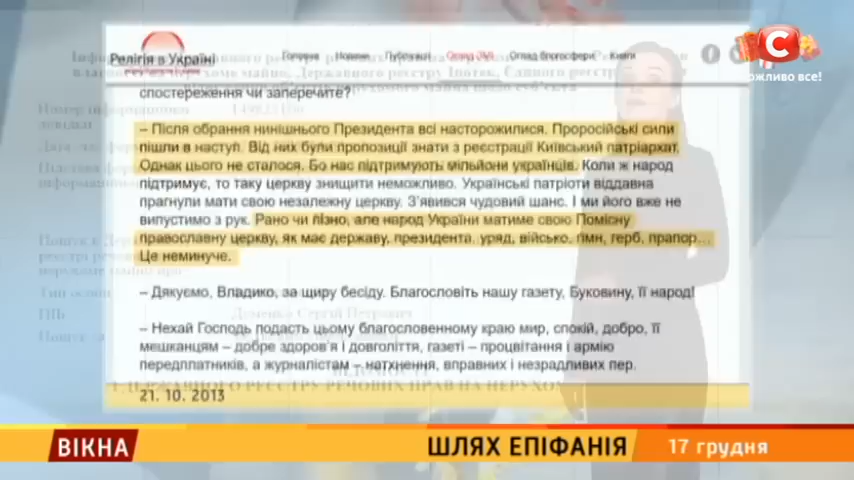 Релігія в Україні
Головна Новини Публікації Огляд ЗМІ Огляд блогосфери Книги
можливо все!
спостереження чи заперечите?
– Після обрання нинішнього Президента всі насторожилися. Проросійські сили
пішли в наступ. Від них були пропозиції знати з реєстрації Київський патріархат.
Однак цього не сталося. Бо нас підтримують мільйони українців. Коли ж народ
підтримує, то таку церкву знищити неможливо. Українські патріоти віддавна
прагнули мати свою незалежну церкву. З'явився чудовий шанс. І ми його вже не
випустимо з рук. Рано чи пізно, але народ України матиме свою Помісну
православну церкву, як має державу, президента, уряд, військо, гімн, герб, прапор...
Це неминуче.
– Дякуємо, Владико, за щиру бесіду. Благословіть нашу газету, Буковину, її народ!
– Нехай Господь подасть цьому благословенному краю мир, спокій, добро, її
мешканцям – добре здоров'я і довголіття, газеті – процвітання і армію
передплатників, а журналістам – натхнення, вправних і незрадливих пер.
21. 10. 2013
ВІКНА
ШЛЯХ ЕПІФАНІЯ
17 грудня